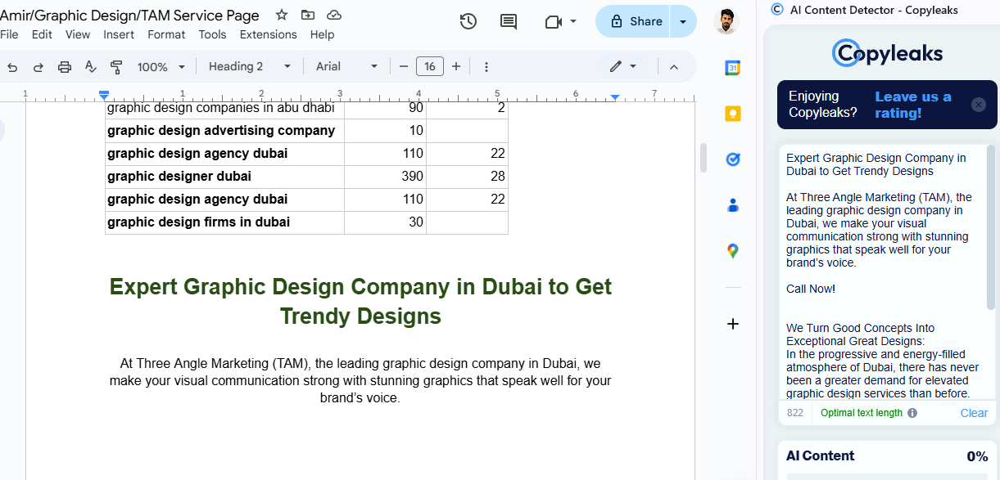 Amir/Graphic Design/TAM Service Page
File Edit View Insert Format Tools Extensions Help
Share
100% Heading 2 Arial 16
1 1 2 3 4 5 6 7
graphic design companies in abu dhabi 90 2
graphic design advertising company 10
graphic design agency dubai 110 22
graphic designer dubai 390 28
graphic design agency dubai 110 22
graphic design firms in dubai 30
Expert Graphic Design Company in Dubai to Get
Trendy Designs
At Three Angle Marketing (TAM), the leading graphic design company in Dubai, we
make your visual communication strong with stunning graphics that speak well for your
brand’s voice.
31
AI Content Detector - Copyleaks
Copyleaks
Enjoying
Copyleaks?
Leave us a
rating!
Expert Graphic Design Company in
Dubai to Get Trendy Designs
At Three Angle Marketing (TAM), the
leading graphic design company in
Dubai, we make your visual
communication strong with stunning
graphics that speak well for your
brand’s voice.
Call Now!
We Turn Good Concepts Into
Exceptional Great Designs:
In the progressive and energy-filled
atmosphere of Dubai, there has never
been a greater demand for elevated
graphic design services than before.
822 Optimal text length Clear
AI Content 0%